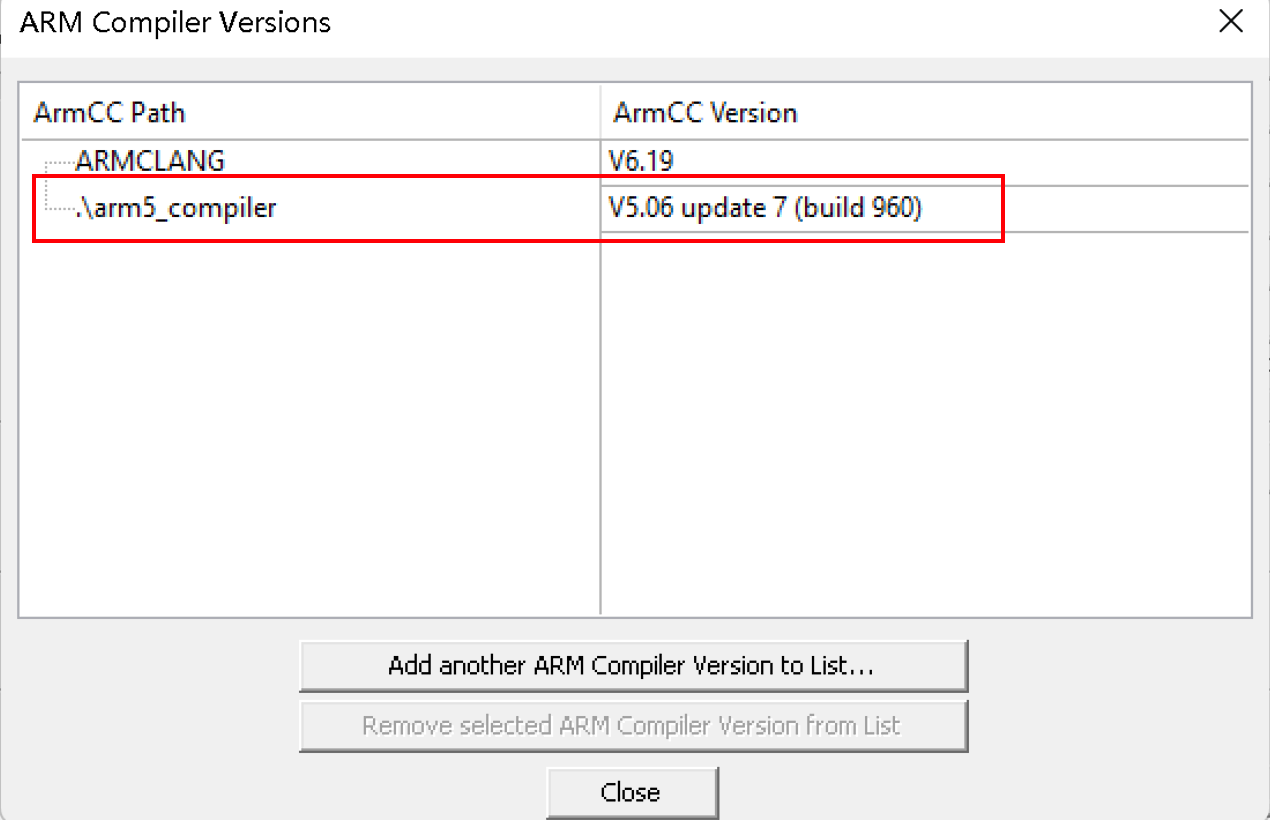 ARM Compiler Versions
ArmCC Path ArmCC Version
ARMCLANG V6.19
.\arm5_compiler V5.06 update 7 (build 960)
Add another ARM Compiler Version to List...
Remove selected ARM Compiler Version from List
Close